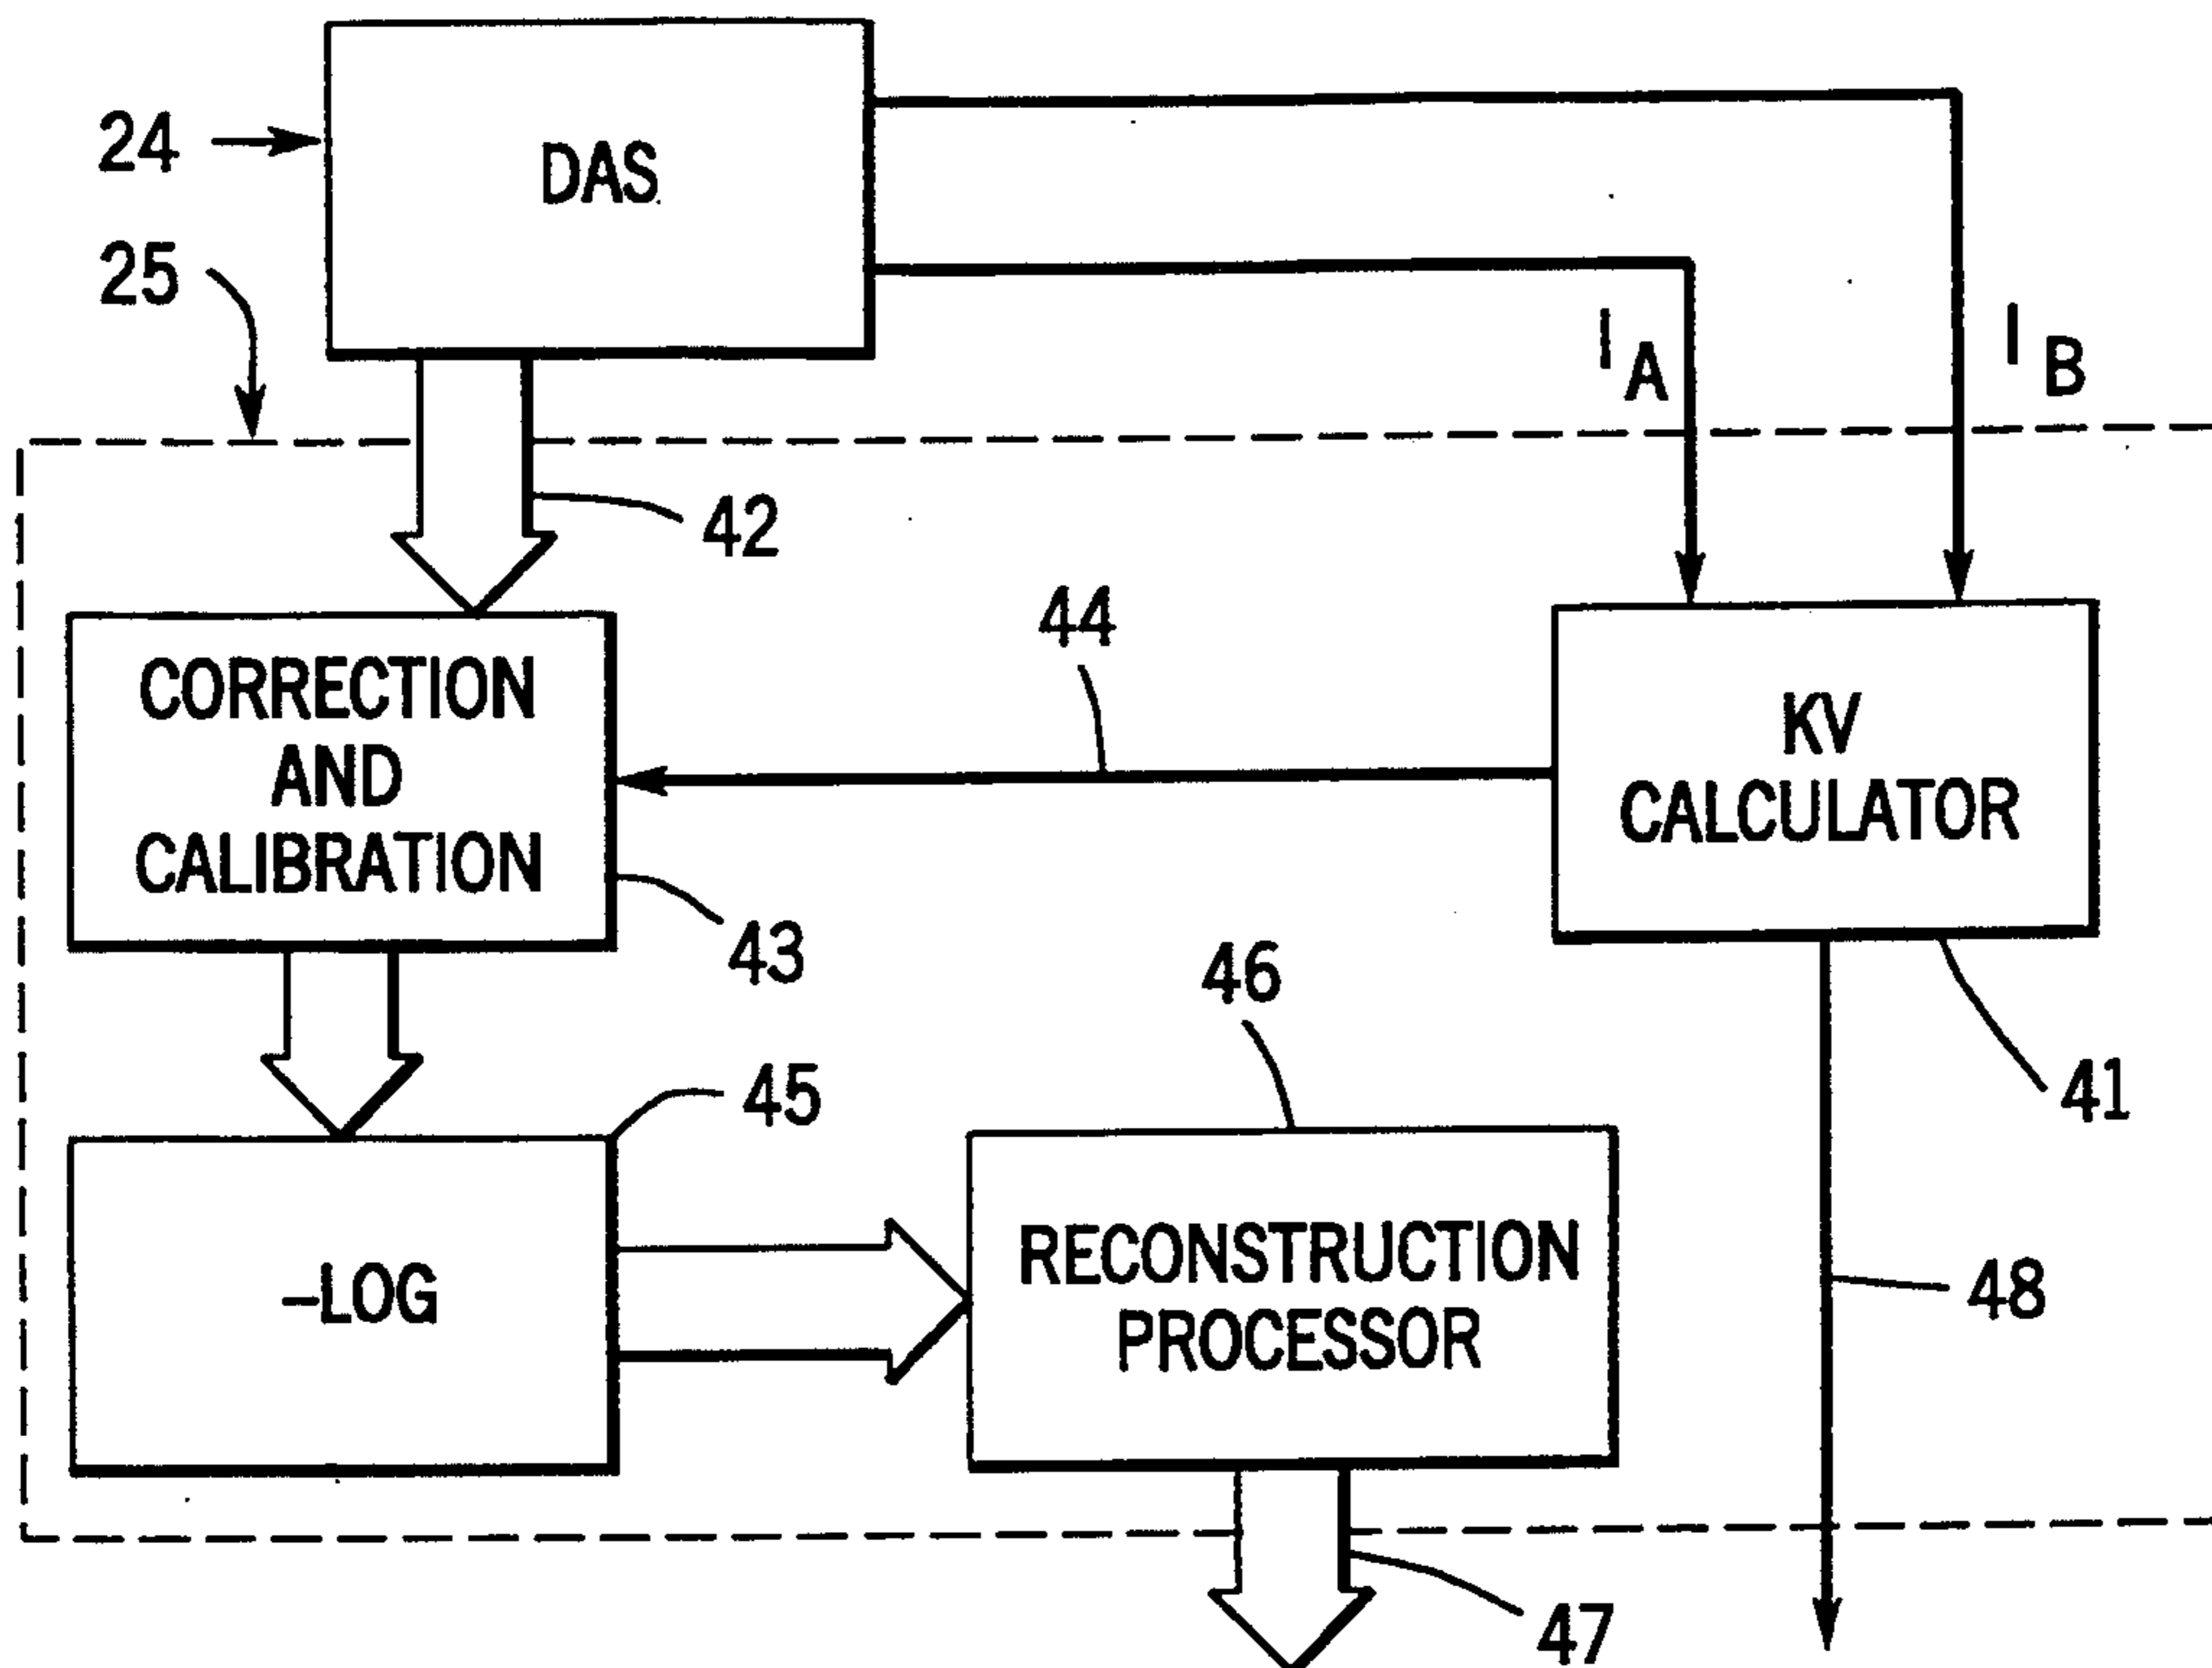 24
DAS
25
I A
I B
42
44
CORRECTION
AND
CALIBRATION
KV
CALCULATOR
43
46
45
41
-LOG
RECONSTRUCTION
PROCESSOR
48
47